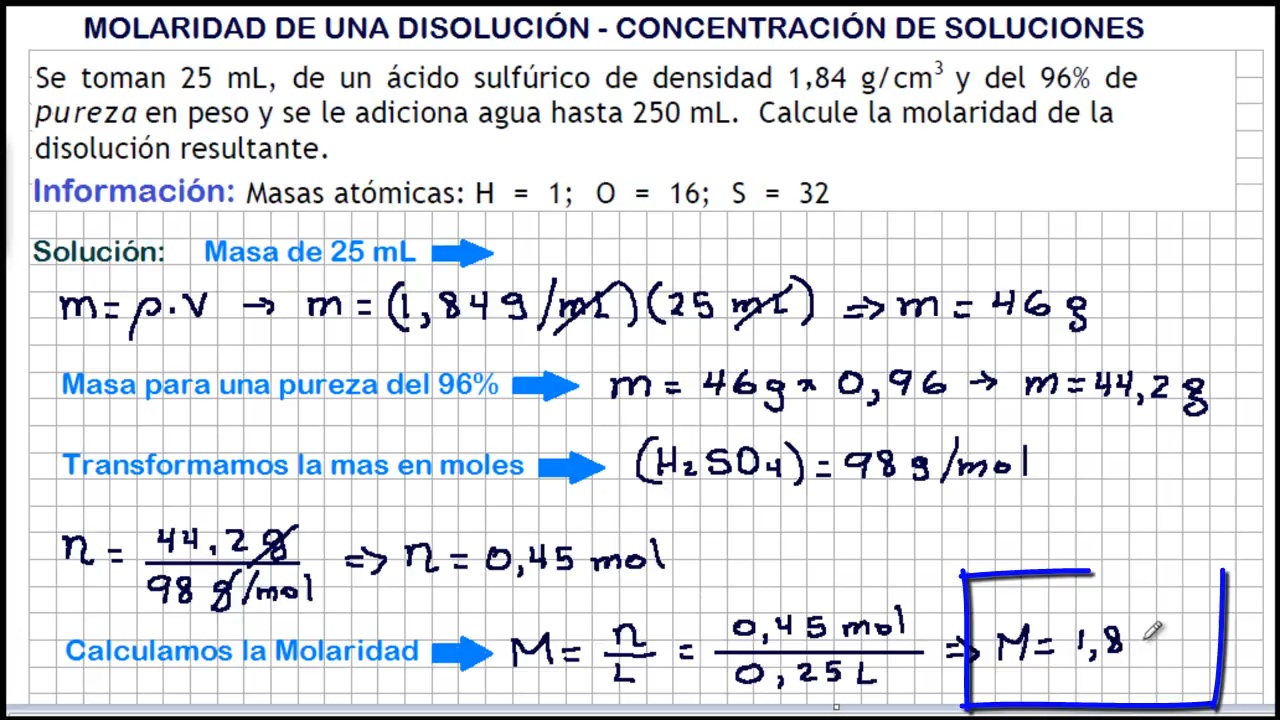 MOLARIDAD DE UNA DISOLUCIÓN - CONCENTRACIÓN DE SOLUCIONES
Se toman 25 mL, de un ácido sulfúrico de densidad 1,84 g/cm³ y del 96% de
pureza en peso y se le adiciona agua hasta 250 mL. Calcule la molaridad de la
disolución resultante.
Información: Masas atómicas: H = 1; O = 16; S = 32
Solución: Masa de 25 mL
m = ρ.V → m = (1,84 g/mL)(25 mL) ⇒ m = 46 g
Masa para una pureza del 96% m = 46g × 0,96 → m = 44,2 g
Transformamos la mas en moles (H₂SO₄) = 98 g/mol
n = 44,2 g / 98 g/mol ⇒ n = 0,45 mol
Calculamos la Molaridad M = n/L = 0,45 mol / 0,25 L ⇒ M = 1,8